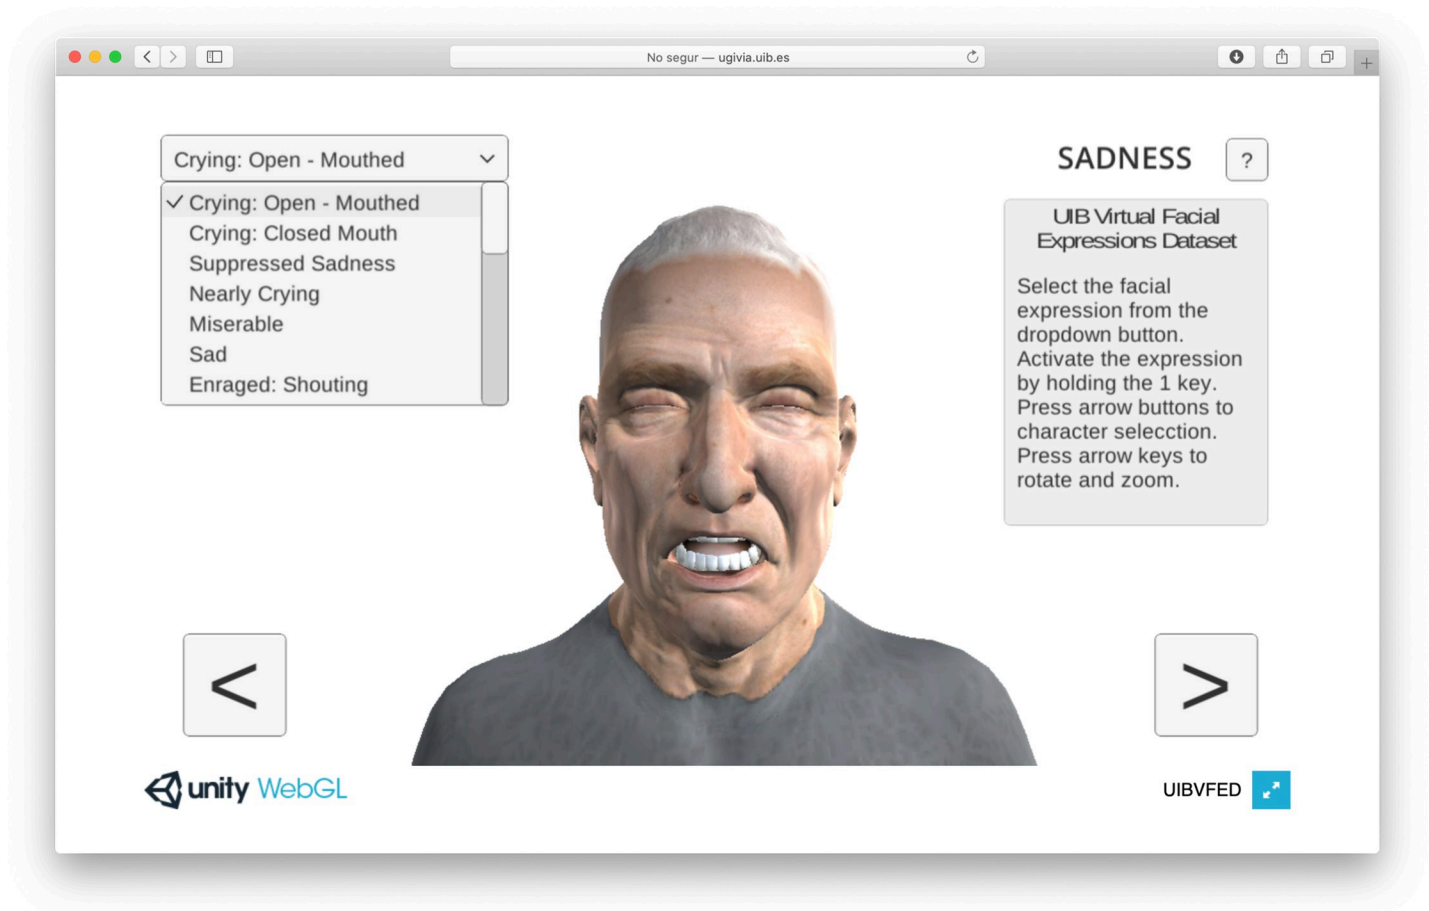 No segur — ugivia.uib.es
Crying: Open - Mouthed
Crying: Open - Mouthed
Crying: Closed Mouth
Suppressed Sadness
Nearly Crying
Miserable
Sad
Enraged: Shouting
SADNESS
?
UIB Virtual Facial
Expressions Dataset
Select the facial
expression from the
dropdown button.
Activate the expression
by holding the 1 key.
Press arrow buttons to
character selecction.
Press arrow keys to
rotate and zoom.
<
>
unity WebGL
UIBVFED